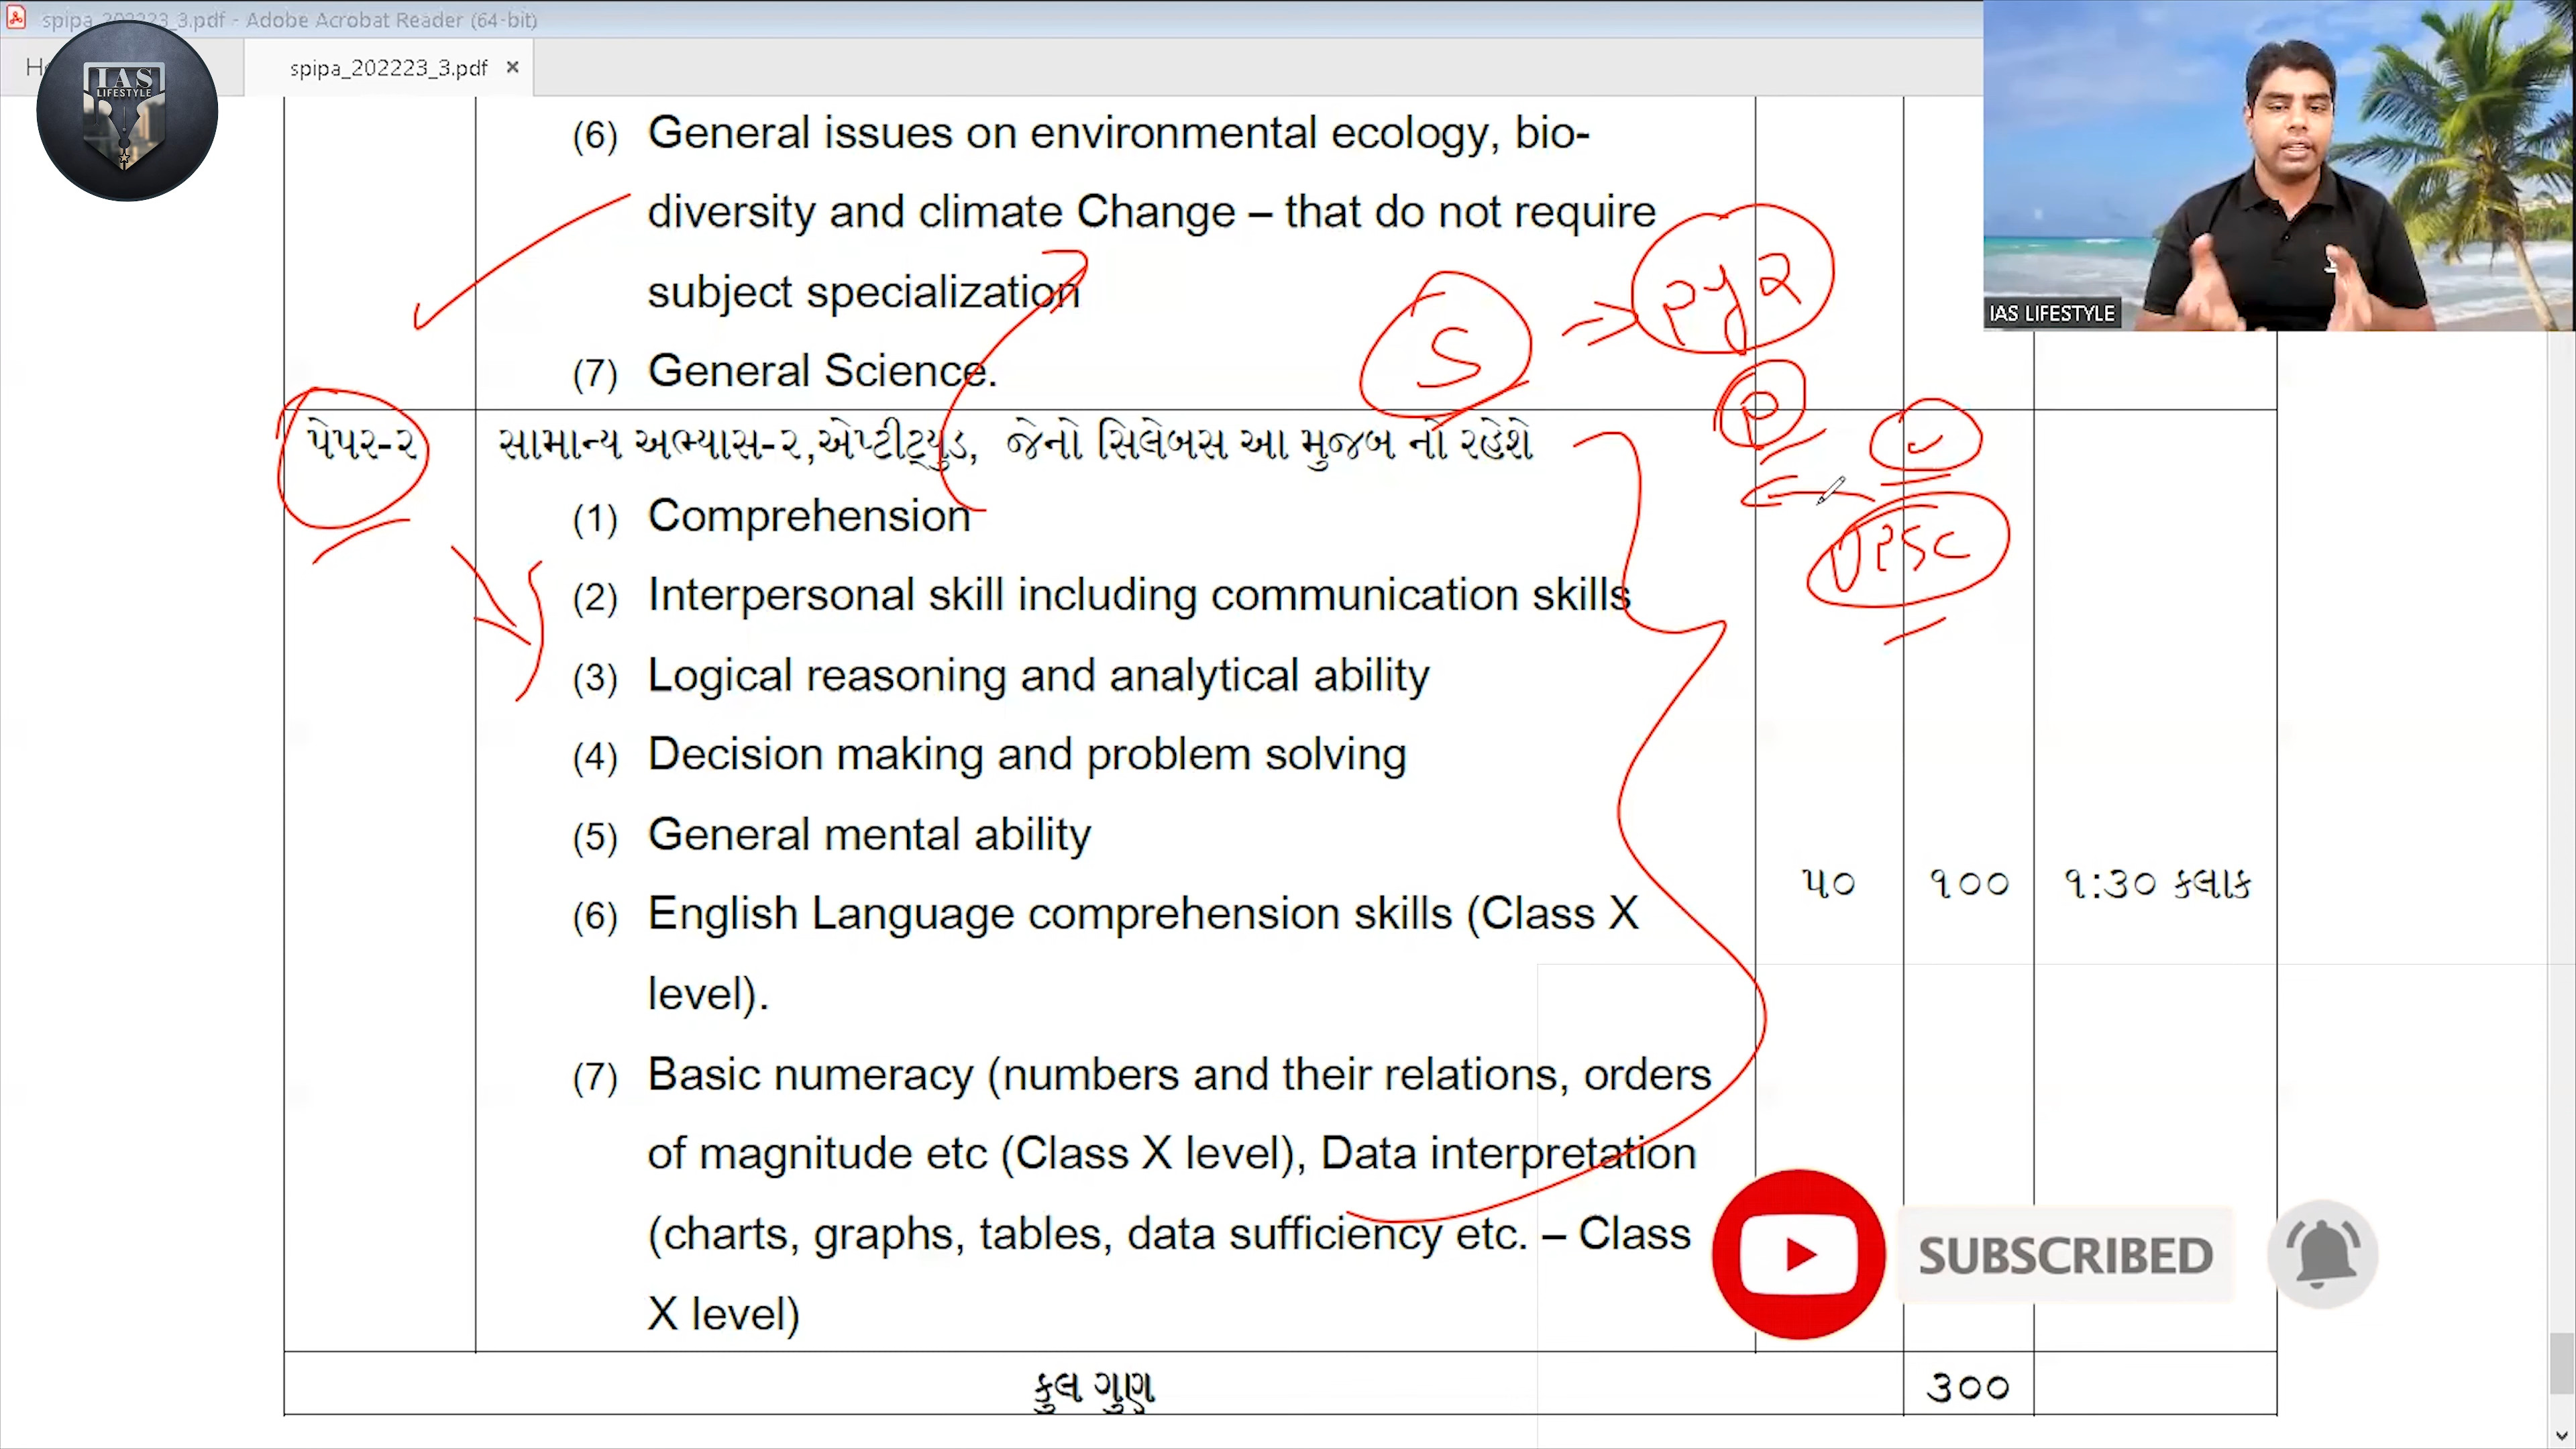 spipa_202223_3.pdf - Adobe Acrobat Reader (64-bit)
spipa_202223_3.pdf ×
IAS
LIFESTYLE
IAS LIFESTYLE
(6) General issues on environmental ecology, bio-
diversity and climate Change – that do not require
subject specialization
(7) General Science.
પેપર-૨
સામાન્ય અભ્યાસ-૨,એપ્ટીટ્યુડ, જેનો સિલેબસ આ મુજબ નો રહેશે
(1) Comprehension
(2) Interpersonal skill including communication skills
(3) Logical reasoning and analytical ability
(4) Decision making and problem solving
(5) General mental ability
(6) English Language comprehension skills (Class X
level).
(7) Basic numeracy (numbers and their relations, orders
of magnitude etc (Class X level), Data interpretation
(charts, graphs, tables, data sufficiency etc. – Class
X level)
૫૦ ૧૦૦ ૧:૩૦ કલાક
કુલ ગુણ ૩૦૦
S
P
UPSC
SUBSCRIBED